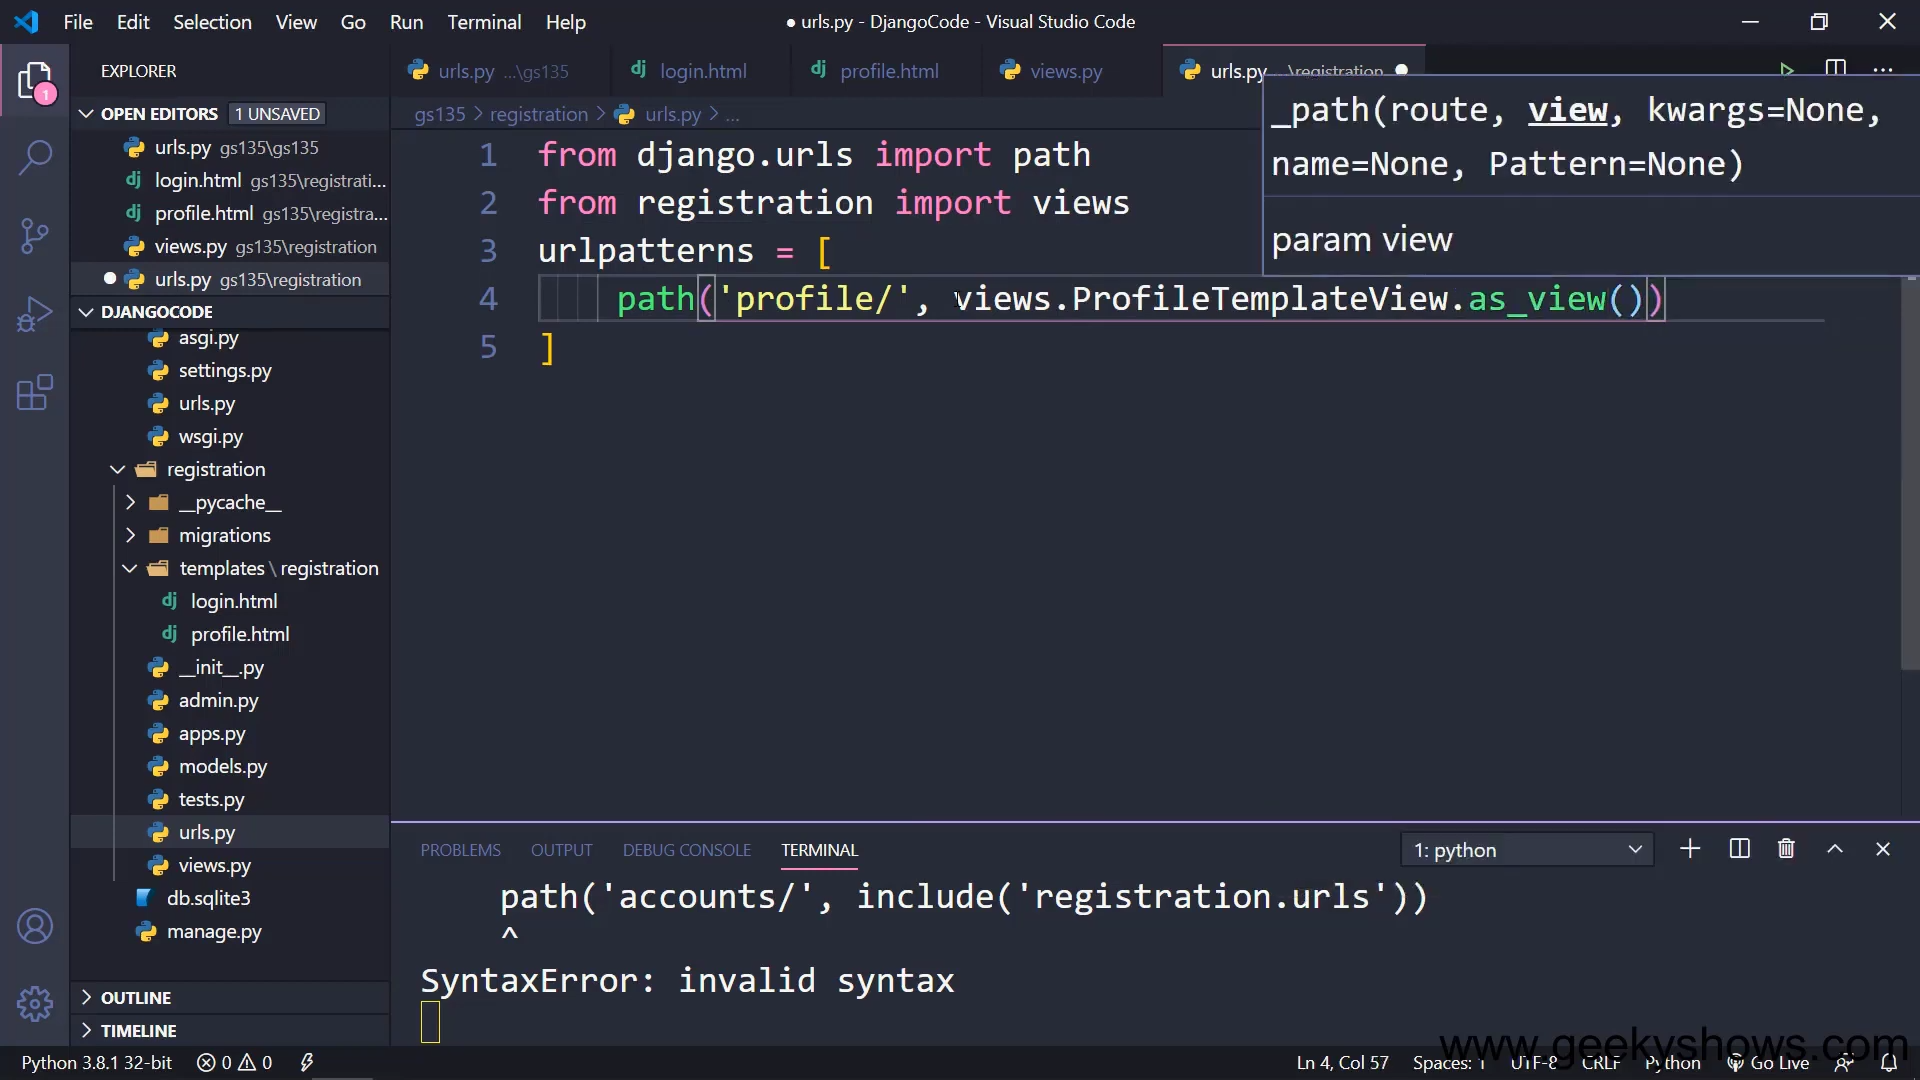 File Edit Selection View Go Run Terminal Help
● urls.py - DjangoCode - Visual Studio Code
EXPLORER
urls.py ...\gs135
login.html
profile.html
views.py
urls.py ...\registration
OPEN EDITORS 1 UNSAVED
urls.py gs135\gs135
login.html gs135\registrati...
profile.html gs135\registra...
views.py gs135\registration
urls.py gs135\registration
DJANGOCODE
asgi.py
settings.py
urls.py
wsgi.py
registration
__pycache__
migrations
templates \ registration
login.html
profile.html
__init__.py
admin.py
apps.py
models.py
tests.py
urls.py
views.py
db.sqlite3
manage.py
OUTLINE
TIMELINE
1
gs135 > registration > urls.py > ...
1 from django.urls import path
2 from registration import views
3 urlpatterns = [
4 path('profile/', views.ProfileTemplateView.as_view())
5 ]
_path(route, view, kwargs=None,
name=None, Pattern=None)
param view
PROBLEMS OUTPUT DEBUG CONSOLE TERMINAL
1: python
path('accounts/', include('registration.urls'))
^
SyntaxError: invalid syntax
www.geekyshows.com
Python 3.8.1 32-bit 0 0
Ln 4, Col 57 Spaces: 1 UTF-8 CRLF Python Go Live